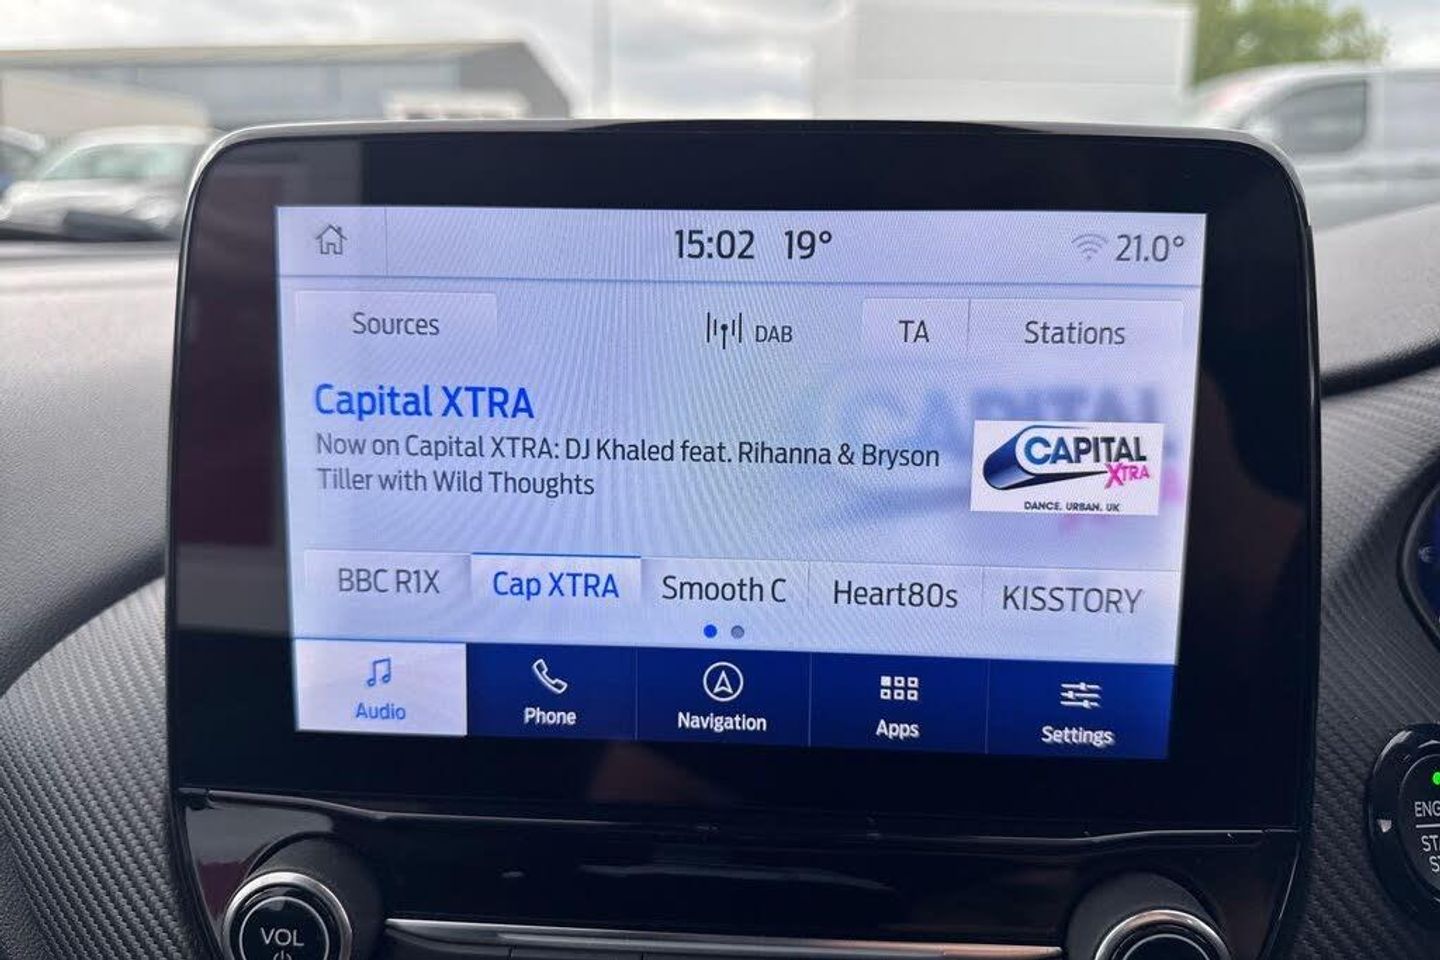 15:02 19° 21.0°
Sources DAB TA Stations
Capital XTRA
Now on Capital XTRA: DJ Khaled feat. Rihanna & Bryson
Tiller with Wild Thoughts
CAPITAL
XTRA
DANCE. URBAN. UK
BBC R1X Cap XTRA Smooth C Heart80s KISSTORY
Audio Phone Navigation Apps Settings
VOL